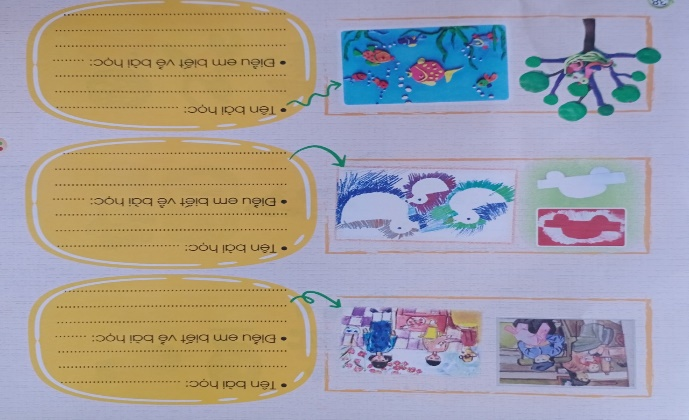 • Tên bài học: .....
• Điều em biết về bài học: .....
• Tên bài học: .....
• Điều em biết về bài học: .....
• Tên bài học: .....
• Điều em biết về bài học: .....